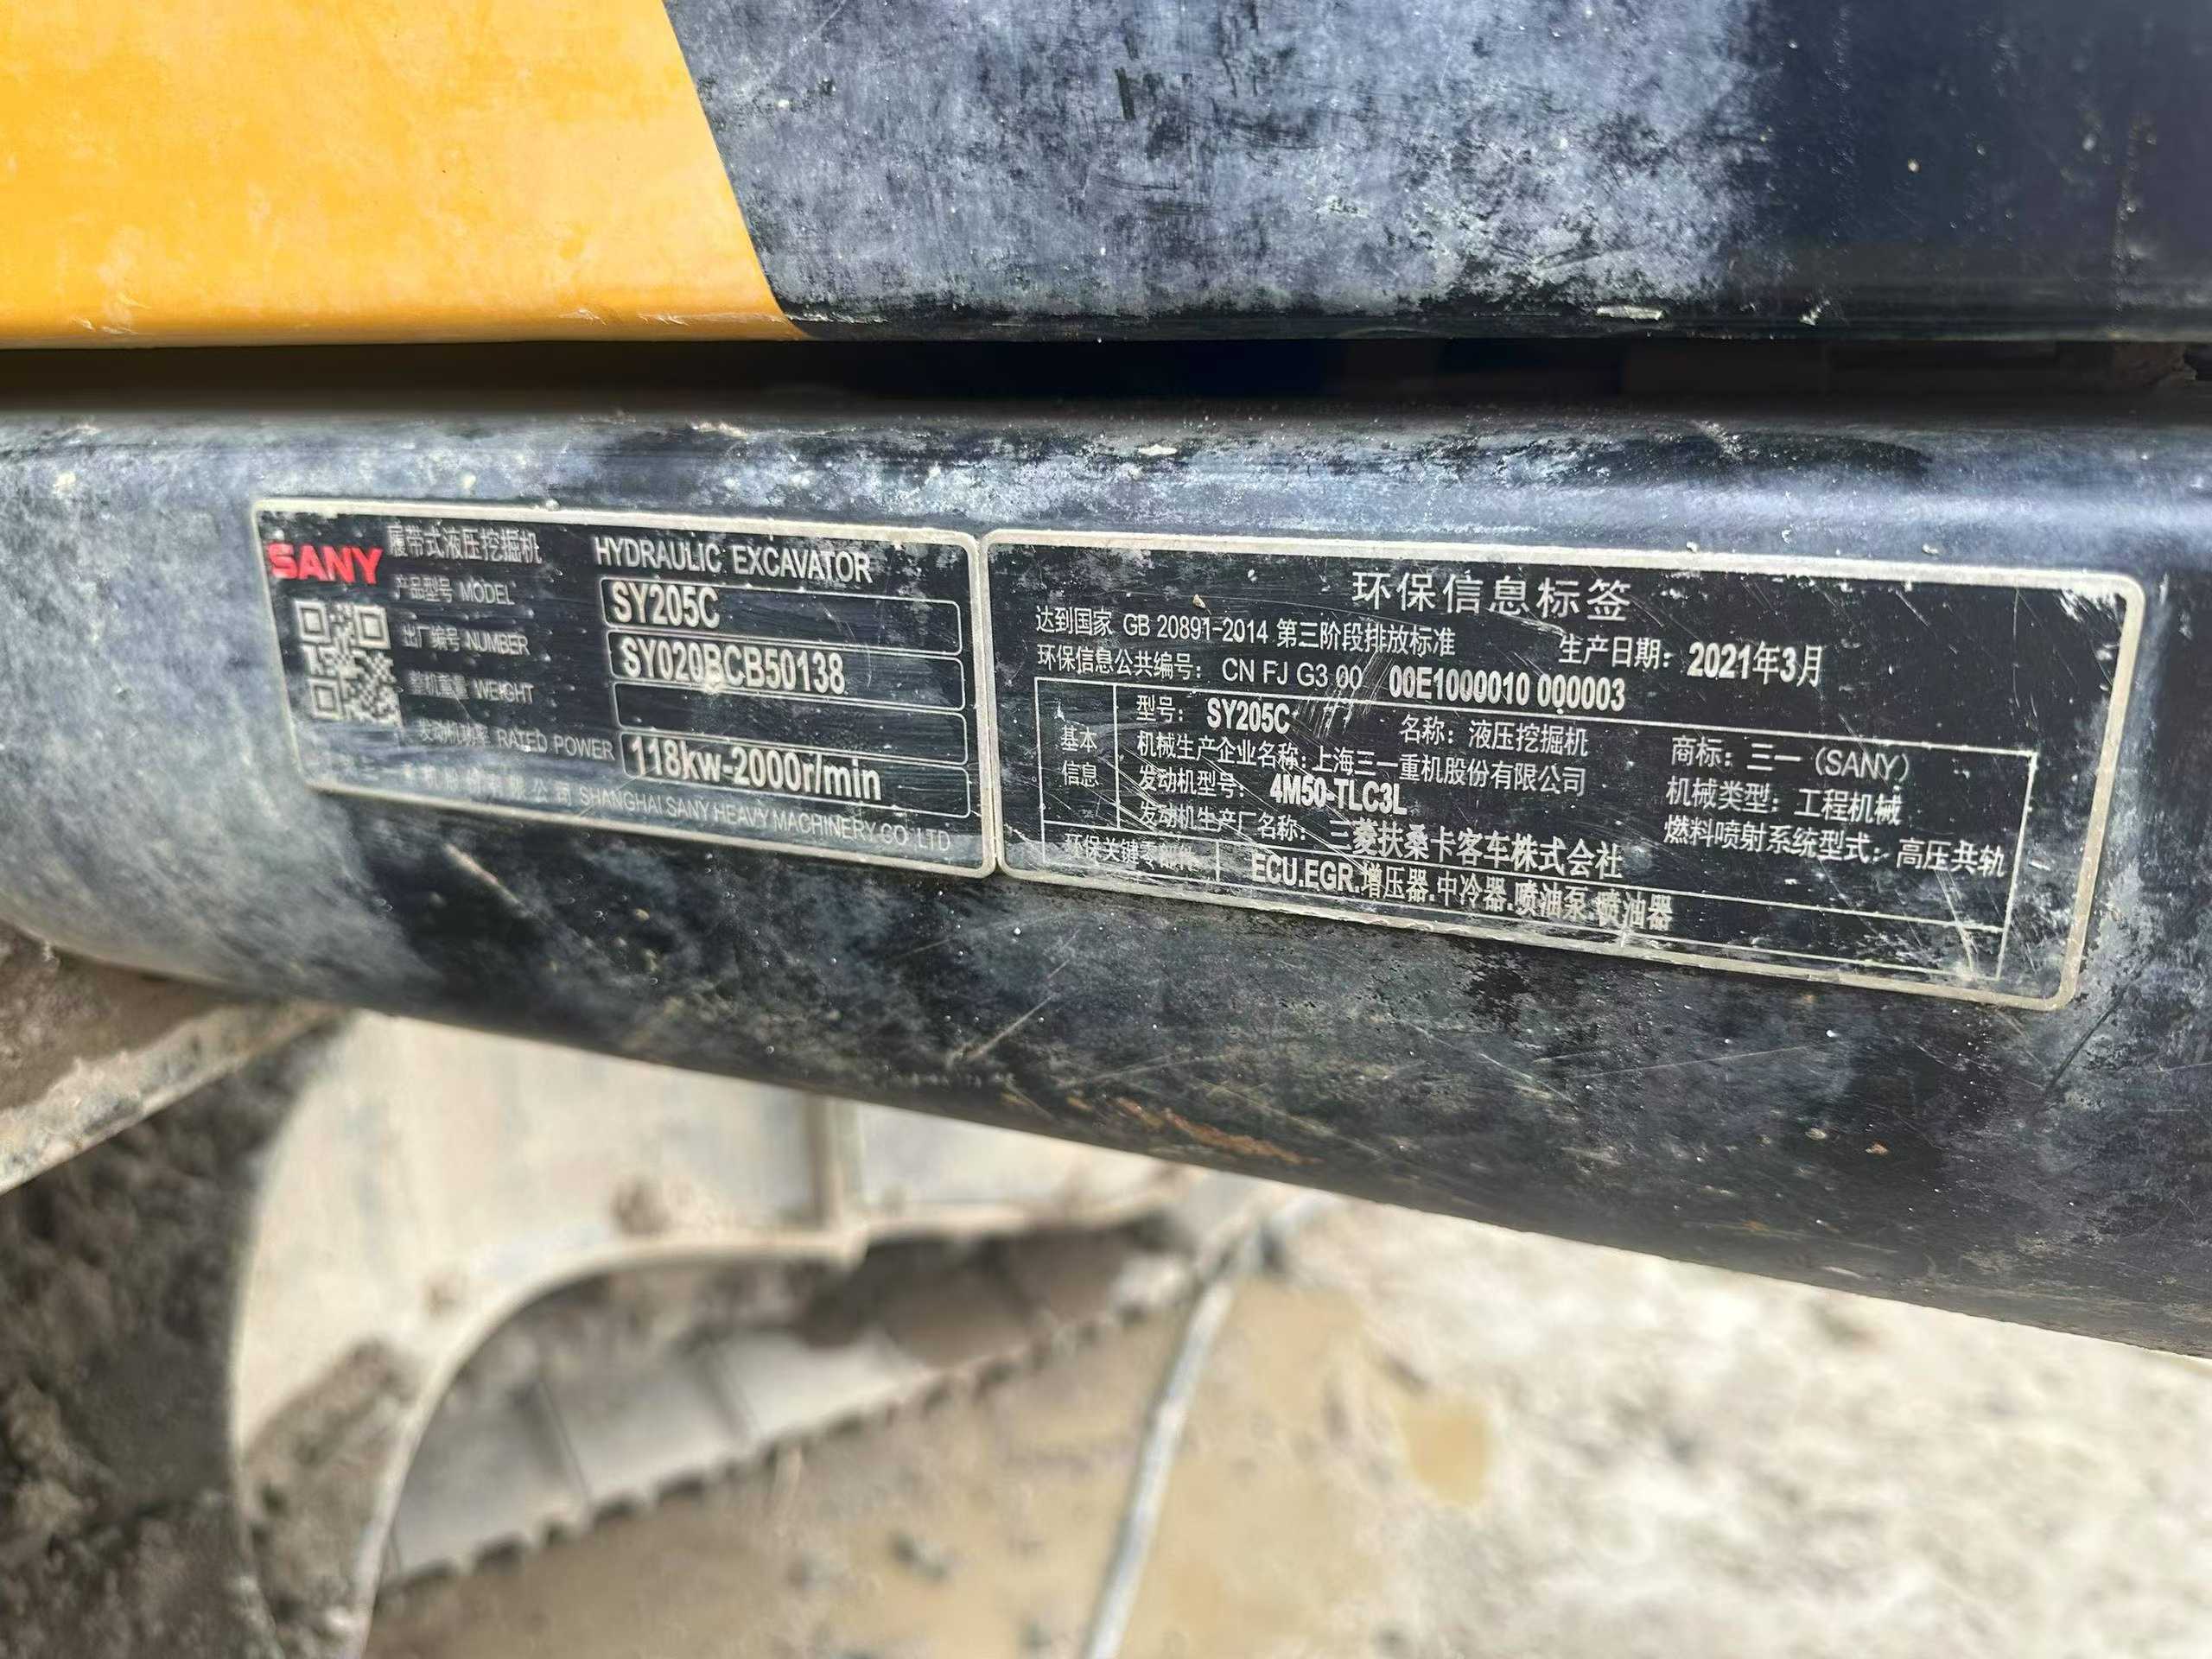 SANY 履带式液压挖掘机 HYDRAULIC EXCAVATOR
产品型号 MODEL SY205C
出厂编号 NUMBER SY020BCB50138
整机重量 WEIGHT
发动机功率 RATED POWER 118kw-2000r/min
有限公司 SHANGHAI SANY HEAVY MACHINERY CO LTD
环保信息标签
达到国家 GB 20891-2014 第三阶段排放标准 生产日期: 2021年3月
环保信息公共编号: CN FJ G3 00 00E1000010 000003
基本信息
型号: SY205C 名称: 液压挖掘机 商标: 三一 (SANY)
机械生产企业名称: 上海三一重机股份有限公司 机械类型: 工程机械
发动机型号: 4M50-TLC3L 燃料喷射系统型式: 高压共轨
发动机生产厂名称: 三菱扶桑卡客车株式会社
环保关键零部件 ECU.EGR.增压器.中冷器.喷油泵.喷油器